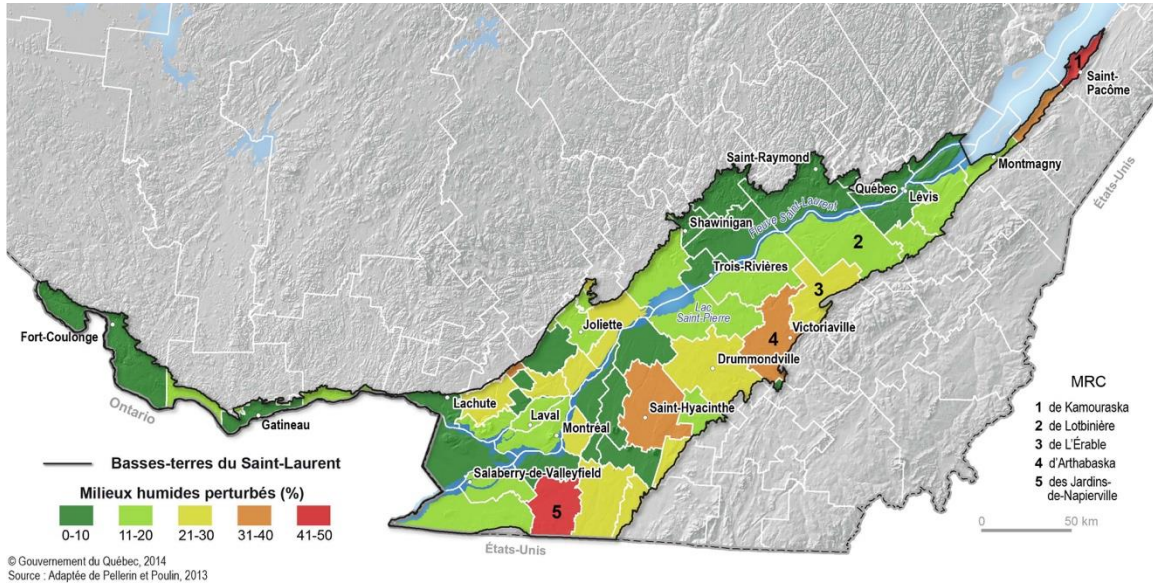 1
Saint-
Pacôme
Montmagny
États-Unis
Saint-Raymond
Québec
Lévis
Fleuve Saint-Laurent
Shawinigan
2
Trois-Rivières
3
Lac
Saint-Pierre
Joliette
4
Victoriaville
Fort-Coulonge
Drummondville
Ontario
Gatineau
Lachute
Laval
Saint-Hyacinthe
Montréal
Salaberry-de-Valleyfield
5
États-Unis
MRC
1 de Kamouraska
2 de Lotbinière
3 de L'Érable
4 d'Arthabaska
5 des Jardins-
de-Napierville
0 50 km
Basses-terres du Saint-Laurent
Milieux humides perturbés (%)
0-10 11-20 21-30 31-40 41-50
© Gouvernement du Québec, 2014
Source : Adaptée de Pellerin et Poulin, 2013